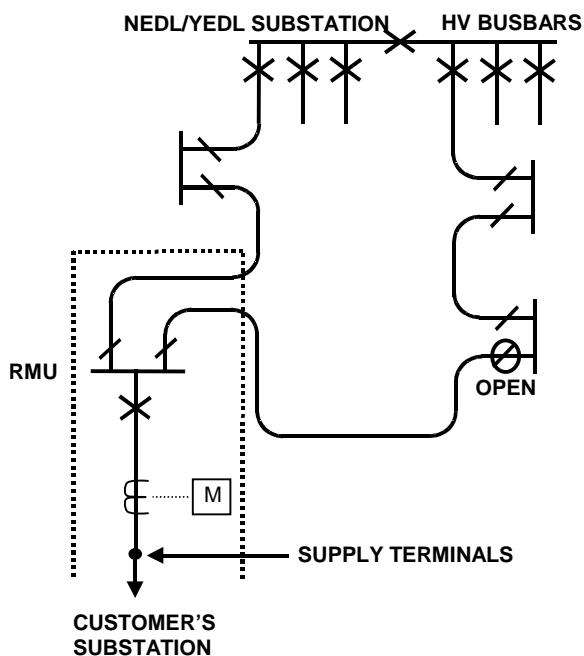 NEDL/YEDL SUBSTATION
HV BUSBARS
RMU
OPEN
M
SUPPLY TERMINALS
CUSTOMER'S
SUBSTATION